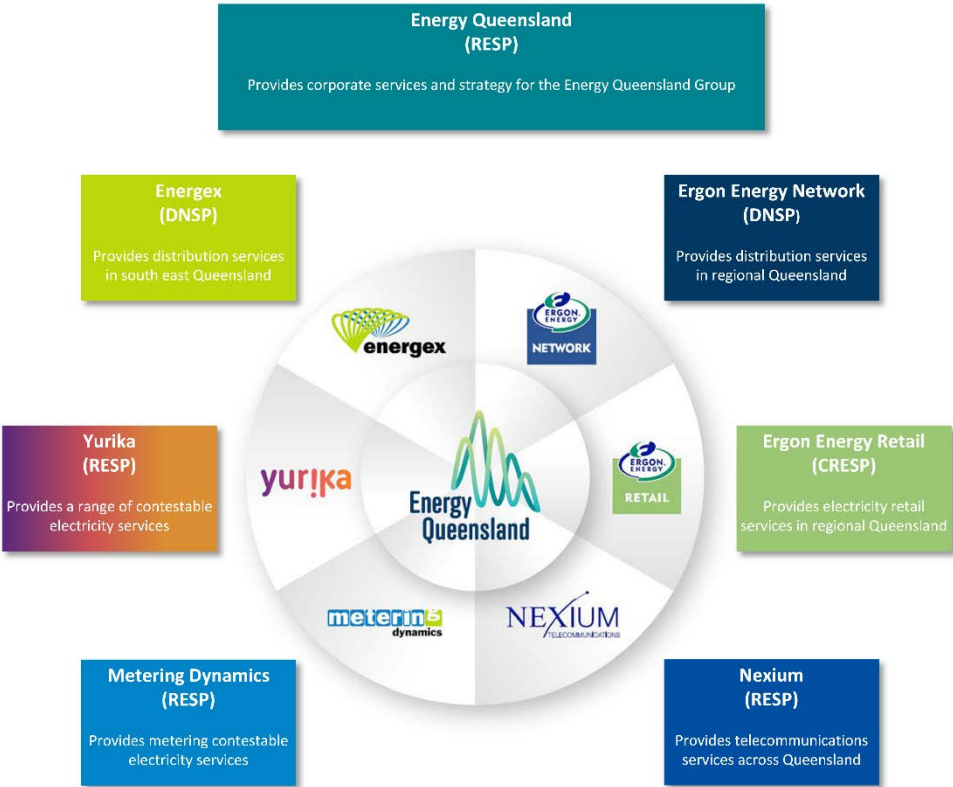 Energy Queensland
(RESP)
Provides corporate services and strategy for the Energy Queensland Group
Energex
(DNSP)
Provides distribution services
in south east Queensland
Ergon Energy Network
(DNSP)
Provides distribution services
in regional Queensland
energex
ERGON.
ENERGY
NETWORK
Yurika
(RESP)
Provides a range of contestable
electricity services
yurika
Energy
Queensland
ERGON.
ENERGY
RETAIL
Ergon Energy Retail
(CRESP)
Provides electricity retail
services in regional Queensland
metering
dynamics
NEXIUM
TELECOMMUNICATIONS
Metering Dynamics
(RESP)
Provides metering contestable
electricity services
Nexium
(RESP)
Provides telecommunications
services across Queensland